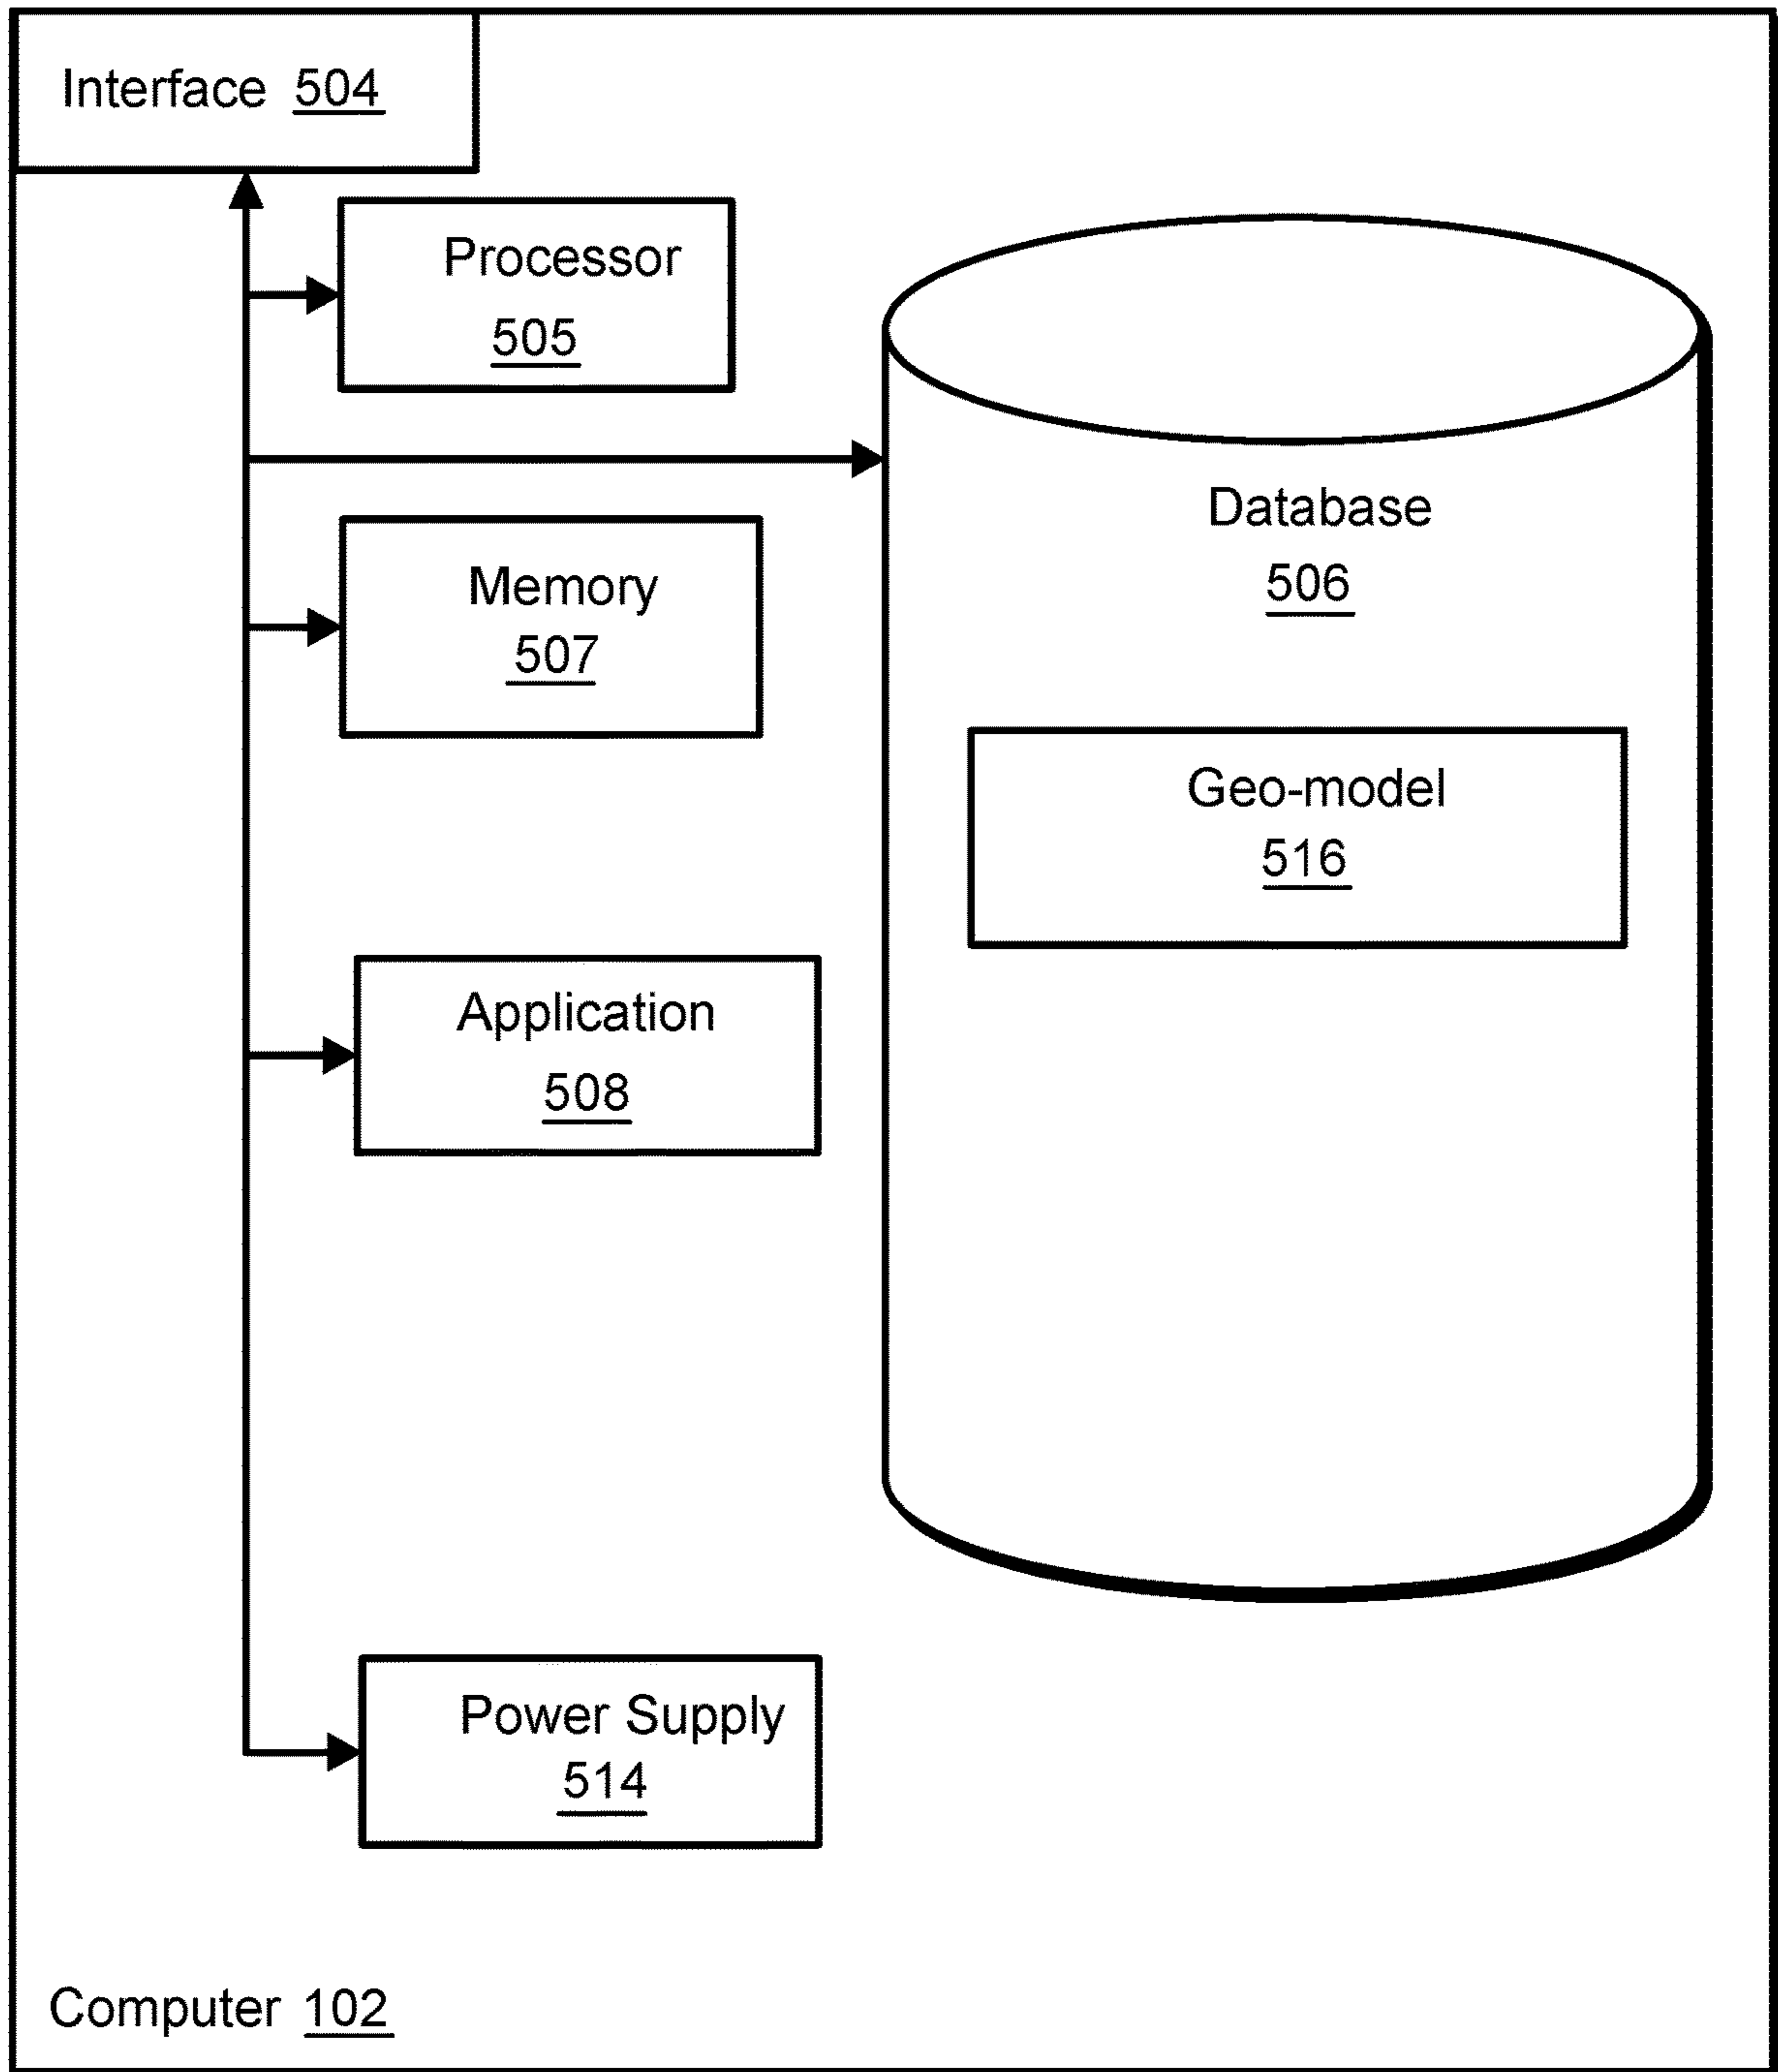 Interface 504
Processor
505
Database
506
Memory
507
Geo-model
516
Application
508
Power Supply
514
Computer 102